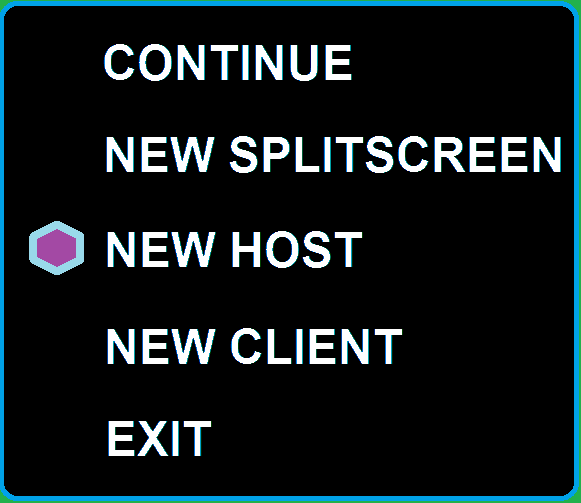 CONTINUE
NEW SPLITSCREEN
NEW HOST
NEW CLIENT
EXIT